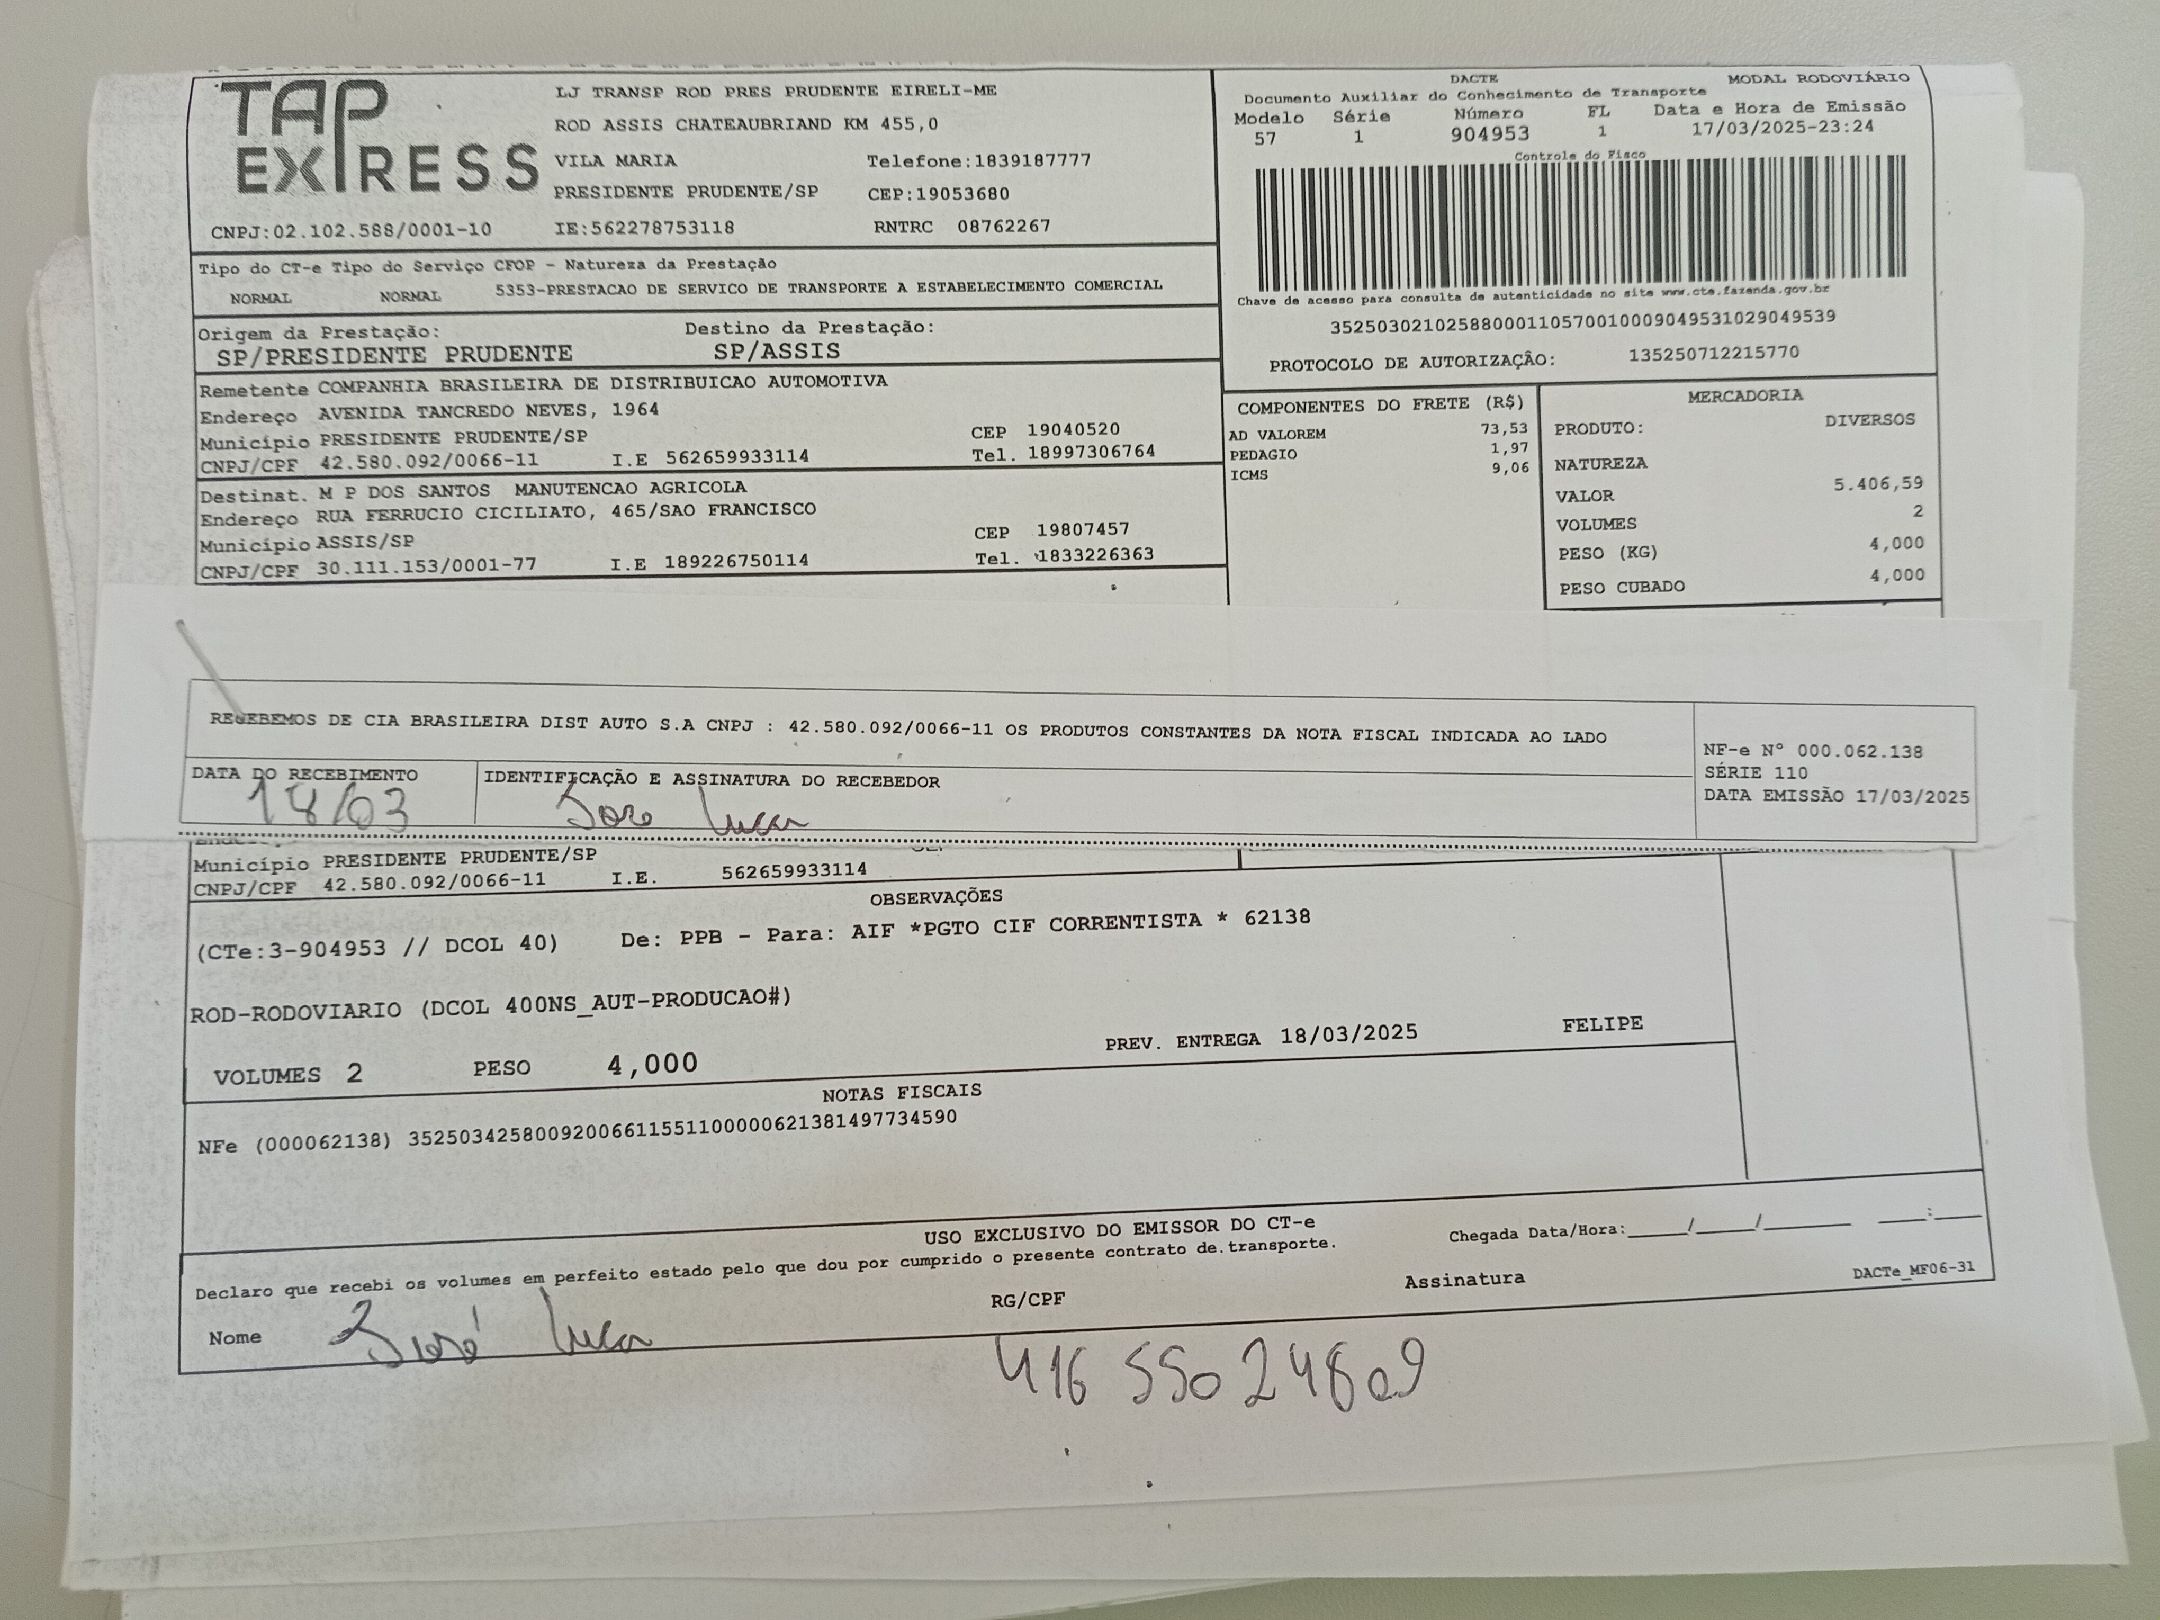 TAP EXPRESS
LJ TRANSP ROD PRES PRUDENTE EIRELI-ME
ROD ASSIS CHATEAUBRIAND KM 455,0
VILA MARIA Telefone:1839187777
PRESIDENTE PRUDENTE/SP CEP:19053680
CNPJ:02.102.588/0001-10 IE:562278753118 RNTRC 08762267
DACTE MODAL RODOVIÁRIO
Documento Auxiliar do Conhecimento de Transporte
Modelo Série Número FL Data e Hora de Emissão
57 1 904953 1 17/03/2025-23:24
Controle do Fisco
Chave de acesso para consulta de autenticidade no site www.cte.fazenda.gov.br
35250302102588000110570010009049531029049539
PROTOCOLO DE AUTORIZAÇÃO: 135250712215770
Tipo do CT-e Tipo do Serviço CFOP - Natureza da Prestação
NORMAL NORMAL 5353-PRESTACAO DE SERVICO DE TRANSPORTE A ESTABELECIMENTO COMERCIAL
Origem da Prestação: Destino da Prestação:
SP/PRESIDENTE PRUDENTE SP/ASSIS
Remetente COMPANHIA BRASILEIRA DE DISTRIBUICAO AUTOMOTIVA
Endereço AVENIDA TANCREDO NEVES, 1964
Município PRESIDENTE PRUDENTE/SP CEP 19040520
CNPJ/CPF 42.580.092/0066-11 I.E 562659933114 Tel. 18997306764
Destinat. M P DOS SANTOS MANUTENCAO AGRICOLA
Endereço RUA FERRUCIO CICILIATO, 465/SAO FRANCISCO
Município ASSIS/SP CEP 19807457
CNPJ/CPF 30.111.153/0001-77 I.E 189226750114 Tel. 1833226363
COMPONENTES DO FRETE (R$)
AD VALOREM 73,53
PEDAGIO 1,97
ICMS 9,06
MERCADORIA
PRODUTO: DIVERSOS
NATUREZA
VALOR 5.406,59
VOLUMES 2
PESO (KG) 4,000
PESO CUBADO 4,000
RECEBEMOS DE CIA BRASILEIRA DIST AUTO S.A CNPJ : 42.580.092/0066-11 OS PRODUTOS CONSTANTES DA NOTA FISCAL INDICADA AO LADO
DATA DO RECEBIMENTO IDENTIFICAÇÃO E ASSINATURA DO RECEBEDOR
18/03 Jose Lucas
NF-e N° 000.062.138
SÉRIE 110
DATA EMISSÃO 17/03/2025
Município PRESIDENTE PRUDENTE/SP
CNPJ/CPF 42.580.092/0066-11 I.E. 562659933114
OBSERVAÇÕES
(CTe:3-904953 // DCOL 40) De: PPB - Para: AIF *PGTO CIF CORRENTISTA * 62138
ROD-RODOVIARIO (DCOL 400NS_AUT-PRODUCAO#)
PREV. ENTREGA 18/03/2025 FELIPE
VOLUMES 2 PESO 4,000
NOTAS FISCAIS
NFe (000062138) 35250342580092006611551100000621381497734590
USO EXCLUSIVO DO EMISSOR DO CT-e
Declaro que recebi os volumes em perfeito estado pelo que dou por cumprido o presente contrato de.transporte.
Chegada Data/Hora:_____/_____/________ ____:____
Nome José Lucas RG/CPF Assinatura DACTe_MF06-31
416 550 248 09